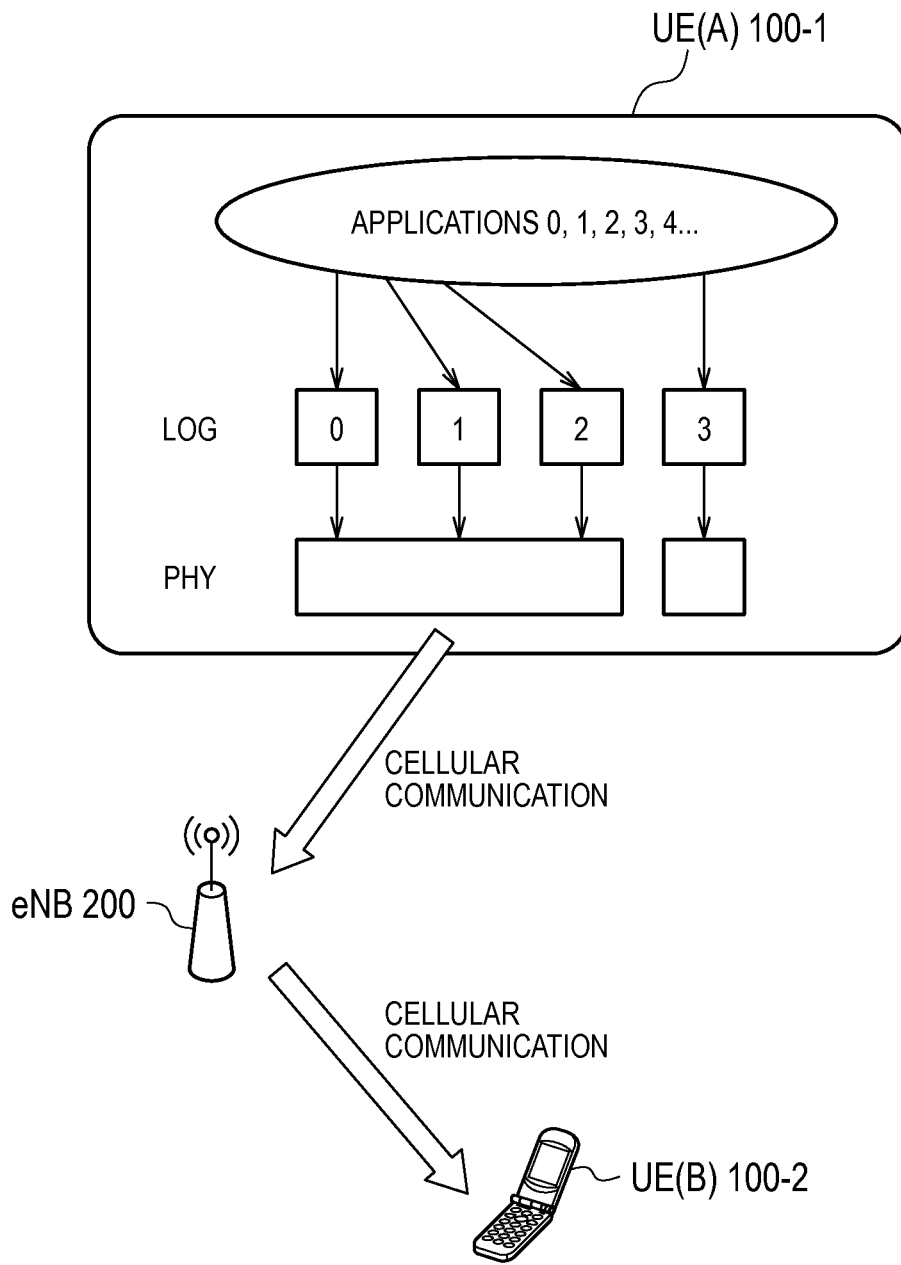 UE(A) 100-1
APPLICATIONS 0, 1, 2, 3, 4...
LOG
0
1
2
3
PHY
CELLULAR
COMMUNICATION
eNB 200
CELLULAR
COMMUNICATION
UE(B) 100-2